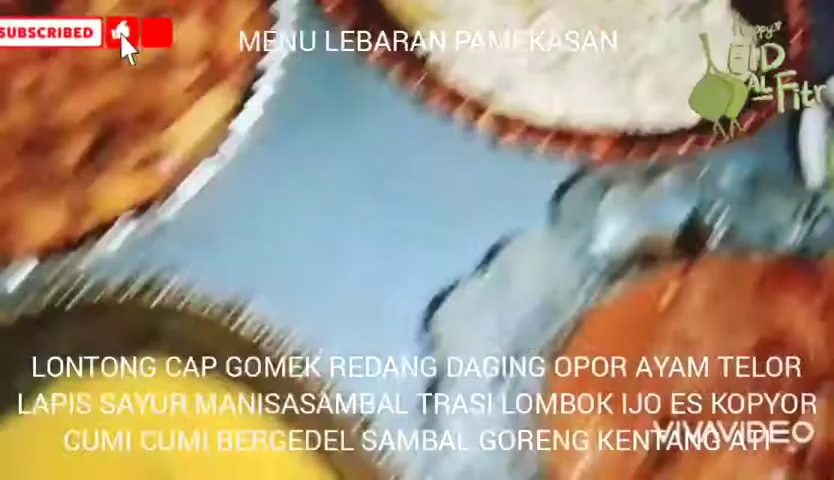 SUBSCRIBED
MENU LEBARAN PAMEKASAN
Happy
EID
AL
Fitr
LONTONG CAP GOMEK REDANG DAGING OPOR AYAM TELOR
LAPIS SAYUR MANISASAMBAL TRASI LOMBOK IJO ES KOPYOR
CUMI CUMI BERGEDEL SAMBAL GORENG KENTANG ATI
VIVAVIDEO